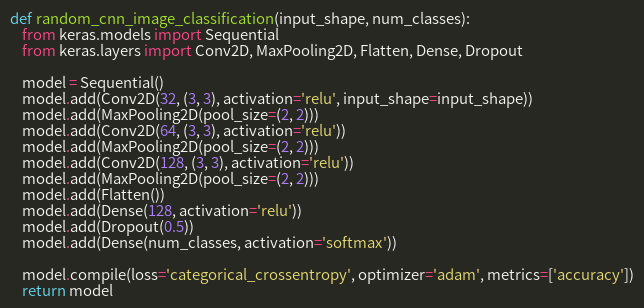 def random_cnn_image_classification(input_shape, num_classes):
    from keras.models import Sequential
    from keras.layers import Conv2D, MaxPooling2D, Flatten, Dense, Dropout

    model = Sequential()
    model.add(Conv2D(32, (3, 3), activation='relu', input_shape=input_shape))
    model.add(MaxPooling2D(pool_size=(2, 2)))
    model.add(Conv2D(64, (3, 3), activation='relu'))
    model.add(MaxPooling2D(pool_size=(2, 2)))
    model.add(Conv2D(128, (3, 3), activation='relu'))
    model.add(MaxPooling2D(pool_size=(2, 2)))
    model.add(Flatten())
    model.add(Dense(128, activation='relu'))
    model.add(Dropout(0.5))
    model.add(Dense(num_classes, activation='softmax'))

    model.compile(loss='categorical_crossentropy', optimizer='adam', metrics=['accuracy'])
    return model